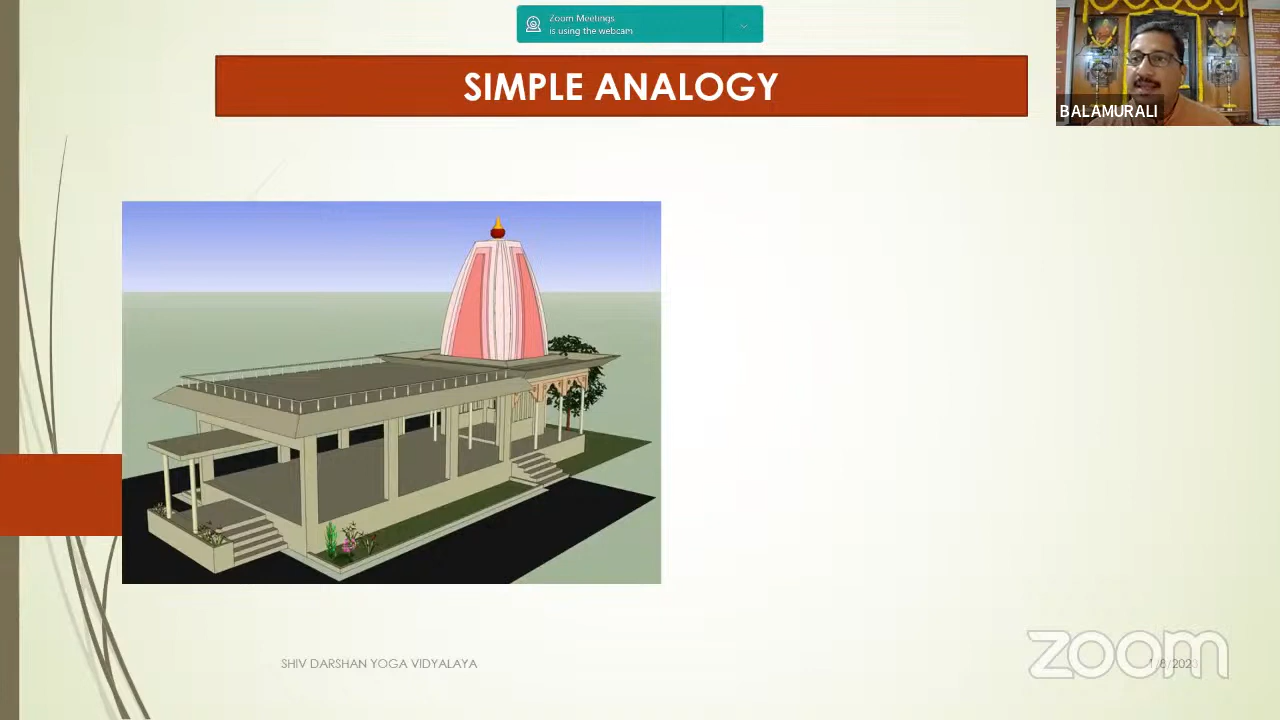 Zoom Meetings
is using the webcam
SIMPLE ANALOGY
BALAMURALI
SHIV DARSHAN YOGA VIDYALAYA
zoom